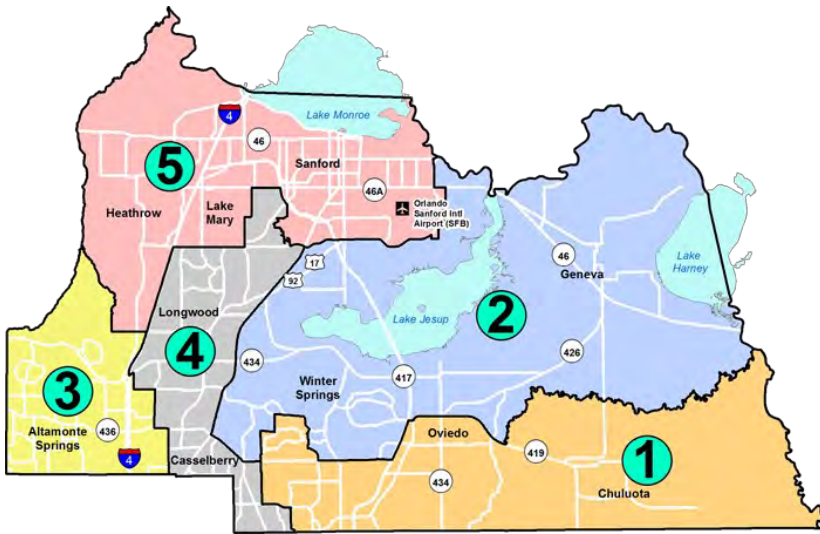 Lake Monroe
4
46
Sanford
5
46A
Heathrow
Lake
Mary
Orlando
Sanford Intl
Airport (SFB)
17
92
46
Geneva
Lake
Harney
Longwood
Lake Jesup
2
4
434
426
3
Winter
Springs
417
Altamonte
Springs
436
4
Casselberry
Oviedo
419
1
434
Chuluota